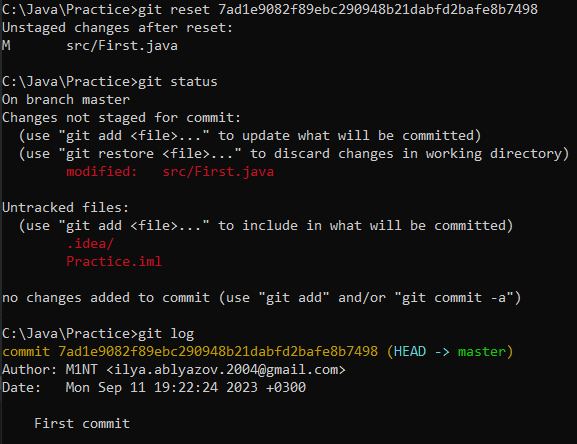 C:\Java\Practice>git reset 7ad1e9082f89ebc290948b21dabfd2bafe8b7498
Unstaged changes after reset:
M       src/First.java
C:\Java\Practice>git status
On branch master
Changes not staged for commit:
  (use "git add <file>..." to update what will be committed)
  (use "git restore <file>..." to discard changes in working directory)
        modified:   src/First.java
Untracked files:
  (use "git add <file>..." to include in what will be committed)
        .idea/
        Practice.iml
no changes added to commit (use "git add" and/or "git commit -a")
C:\Java\Practice>git log
commit 7ad1e9082f89ebc290948b21dabfd2bafe8b7498 (HEAD -> master)
Author: M1NT <ilya.ablyazov.2004@gmail.com>
Date:   Mon Sep 11 19:22:24 2023 +0300
    First commit